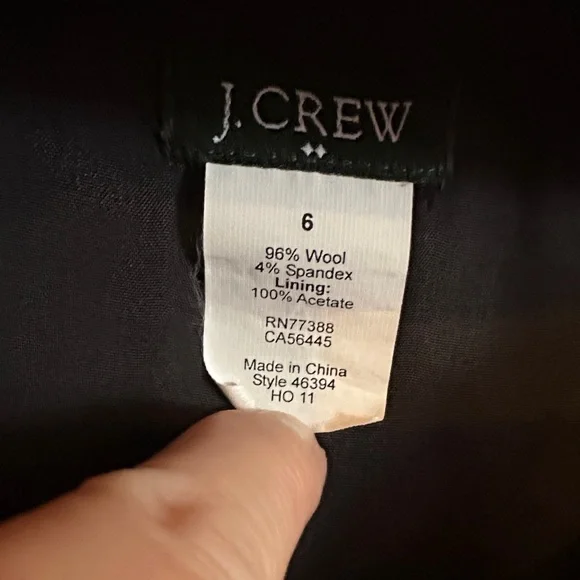 J.CREW
6
96% Wool
4% Spandex
Lining:
100% Acetate
RN77388
CA56445
Made in China
Style 46394
HO 11